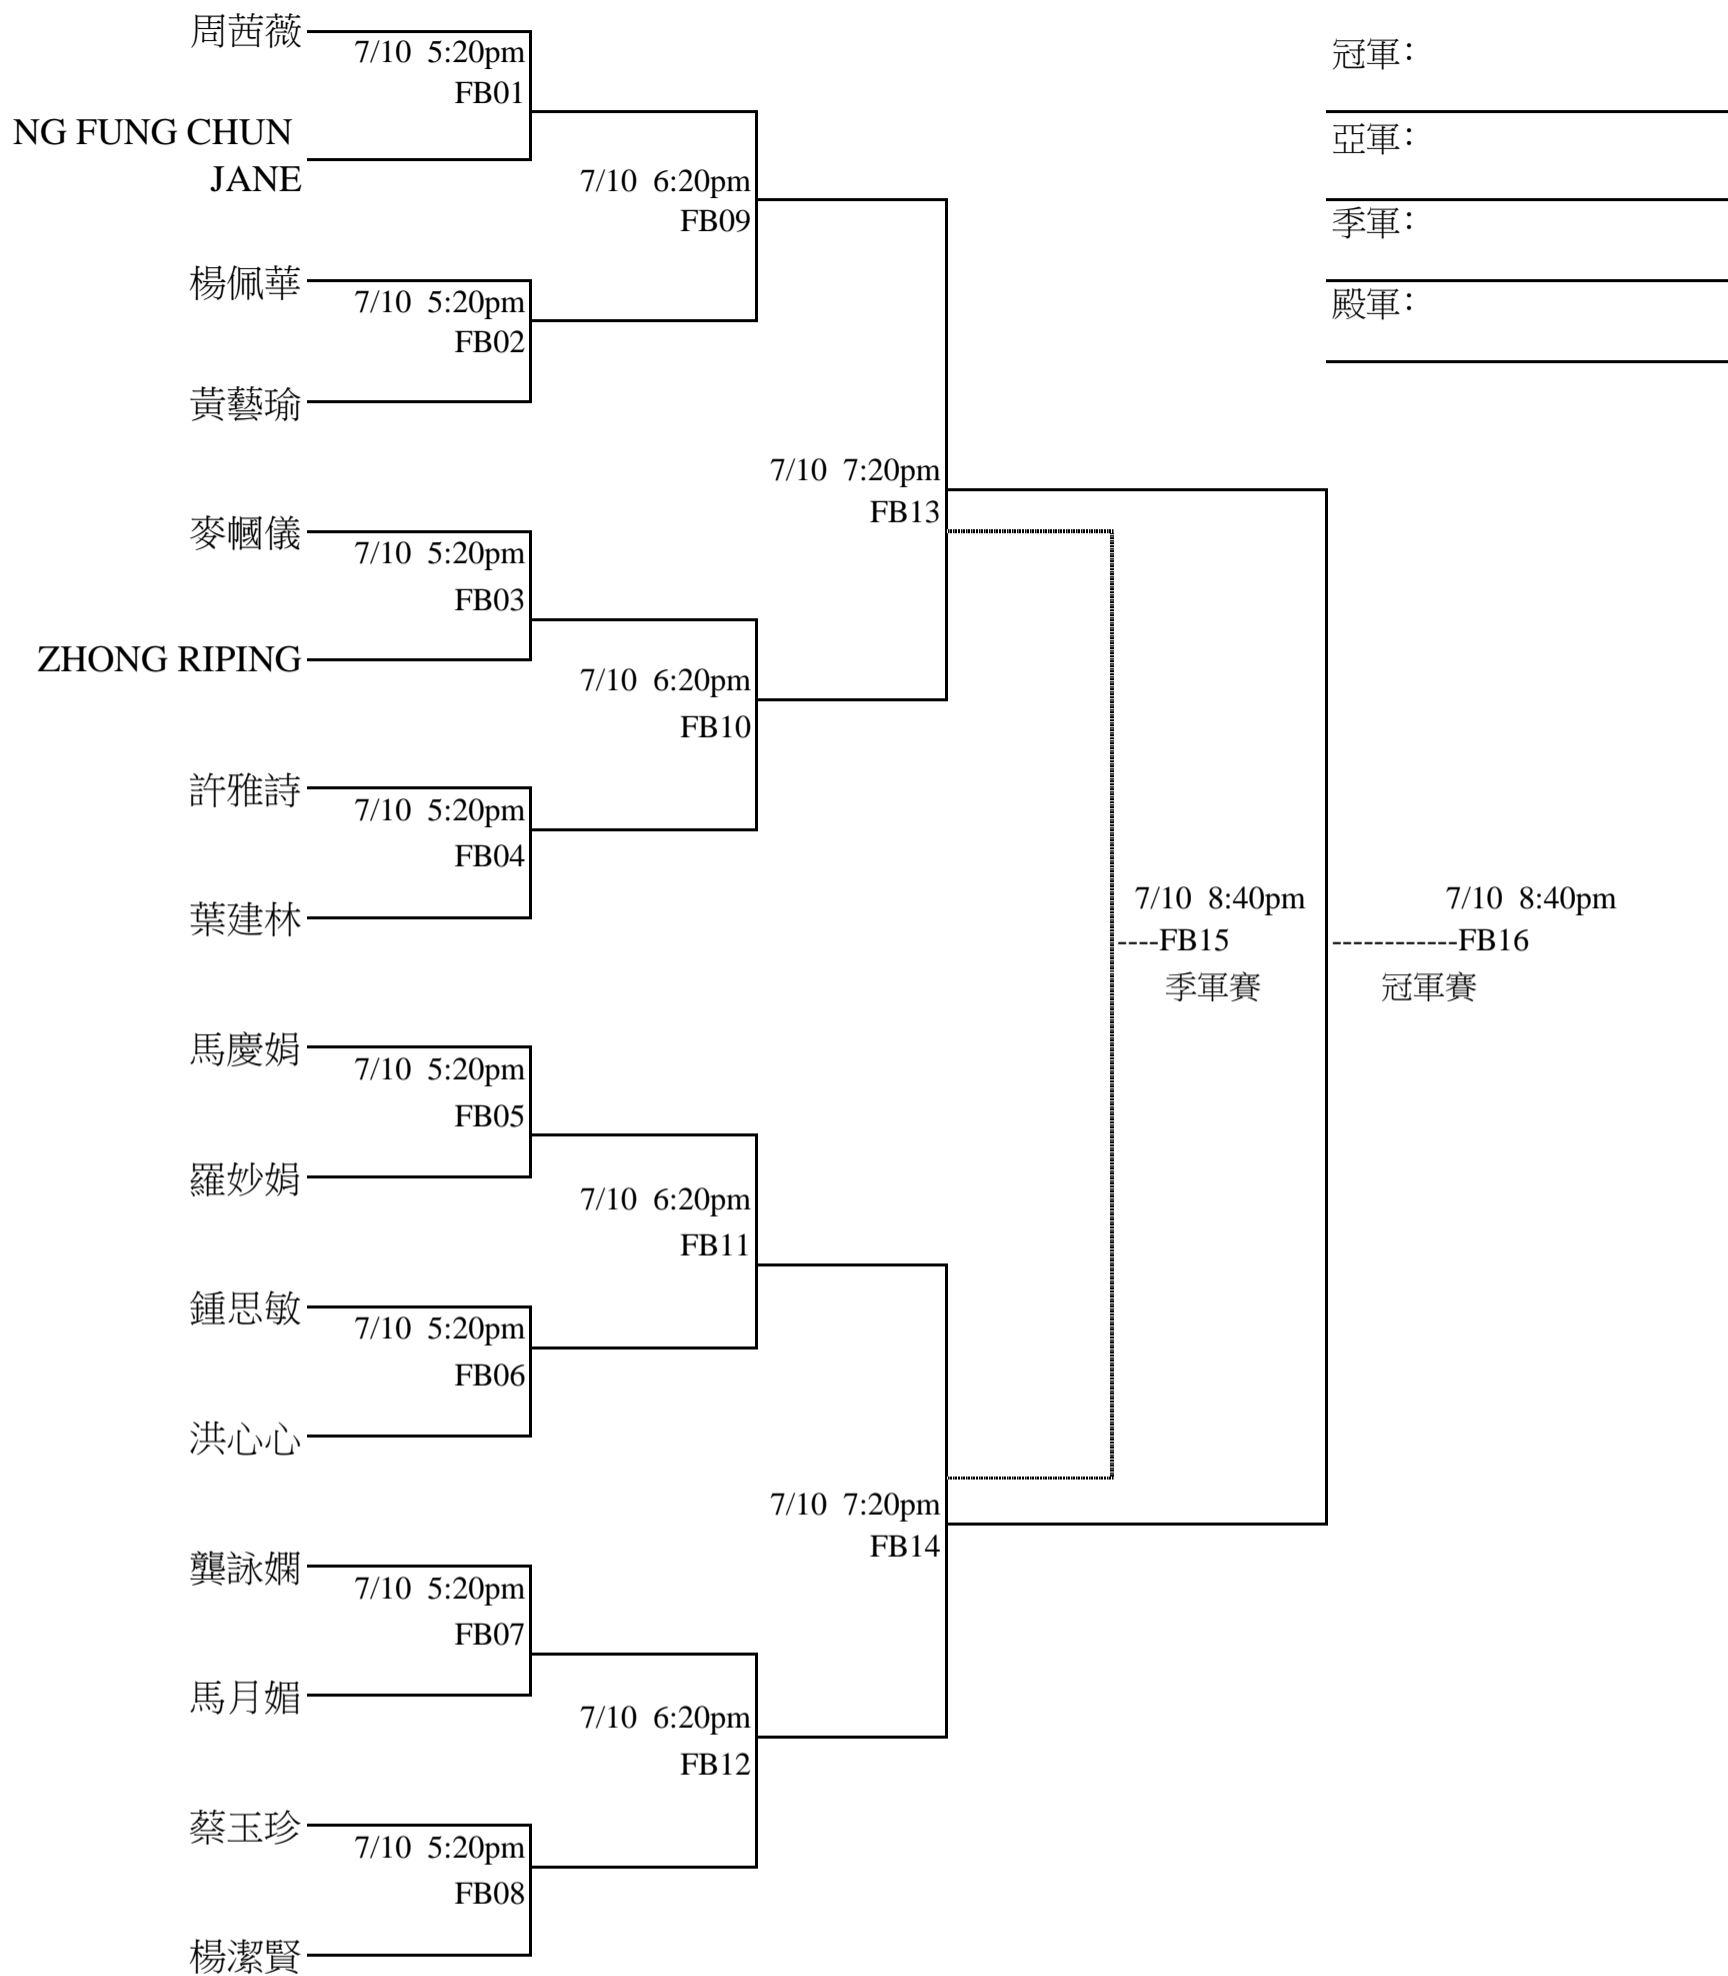 周茜薇
7/10 5:20pm
FB01
NG FUNG CHUN
JANE
7/10 6:20pm
FB09
楊佩華
7/10 5:20pm
FB02
黃藝瑜
7/10 7:20pm
FB13
麥幗儀
7/10 5:20pm
FB03
ZHONG RIPING
7/10 6:20pm
FB10
許雅詩
7/10 5:20pm
FB04
葉建林
7/10 8:40pm
----FB15
季軍賽
7/10 8:40pm
------------FB16
冠軍賽
馬慶娟
7/10 5:20pm
FB05
羅妙娟
7/10 6:20pm
FB11
鍾思敏
7/10 5:20pm
FB06
洪心心
7/10 7:20pm
FB14
龔詠嫻
7/10 5:20pm
FB07
馬月媚
7/10 6:20pm
FB12
蔡玉珍
7/10 5:20pm
FB08
楊潔賢
冠軍：
亞軍：
季軍：
殿軍：